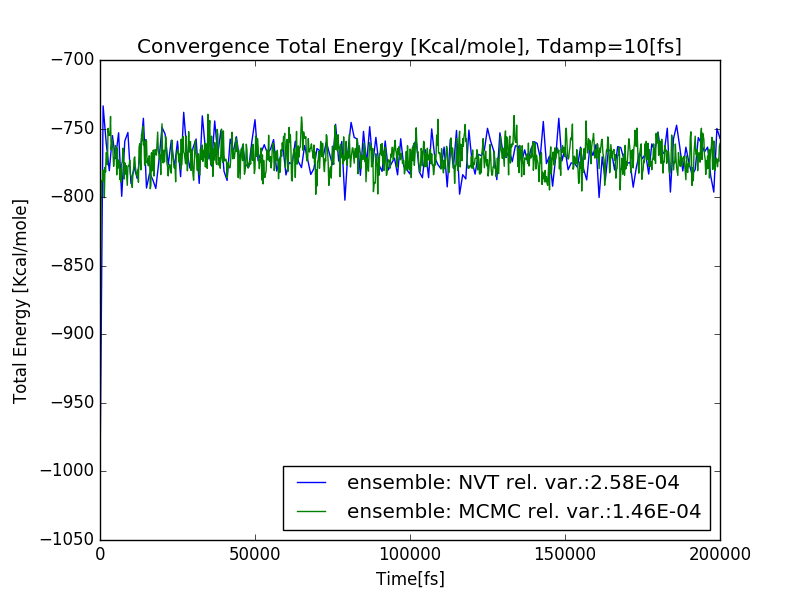 Convergence Total Energy [Kcal/mole], Tdamp=10[fs]
−700
−750
−800
−850
−900
−950
−1000
−1050
Total Energy [Kcal/mole]
ensemble: NVT rel. var.:2.58E-04
ensemble: MCMC rel. var.:1.46E-04
0 50000 100000 150000 200000
Time[fs]